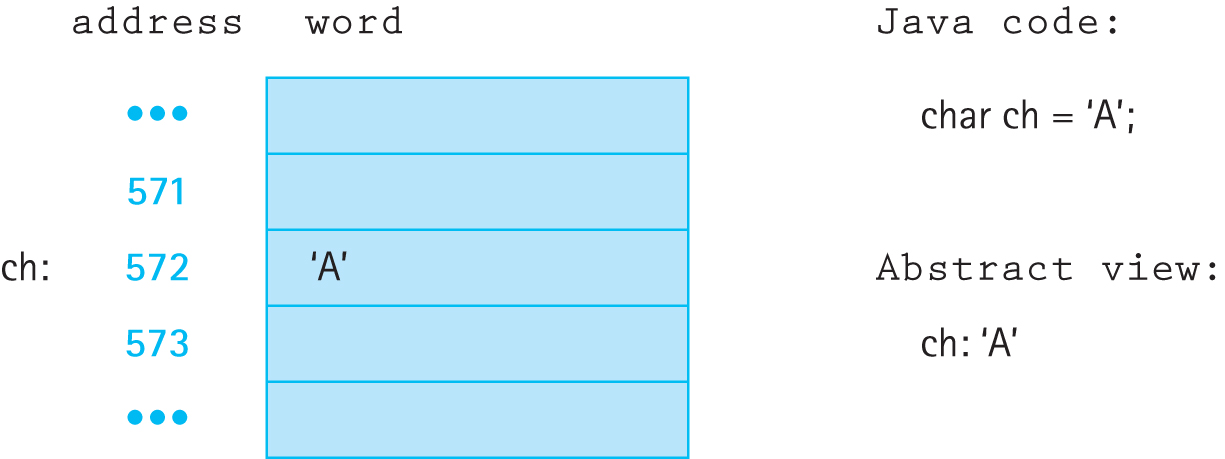 address word Java code:
••• char ch = ‘A’;
571
ch: 572 ‘A’ Abstract view:
573 ch: ‘A’
•••